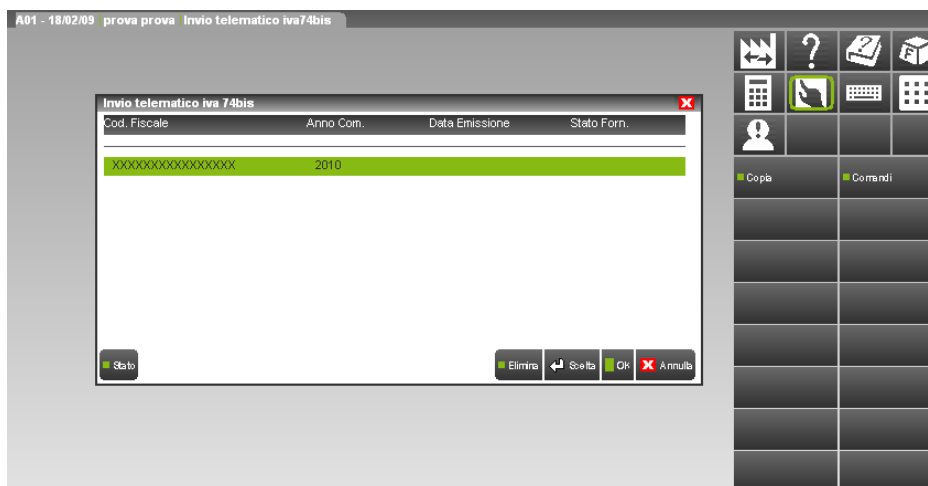 A01 - 18/02/09 prova prova Invio telematico iva74bis
Invio telematico iva 74bis
Cod. Fiscale Anno Com. Data Emissione Stato Forn.
XXXXXXXXXXXXXXXX 2010
Stato Elimina Scelta Ok Annulla
? ? F
Copia Comandi